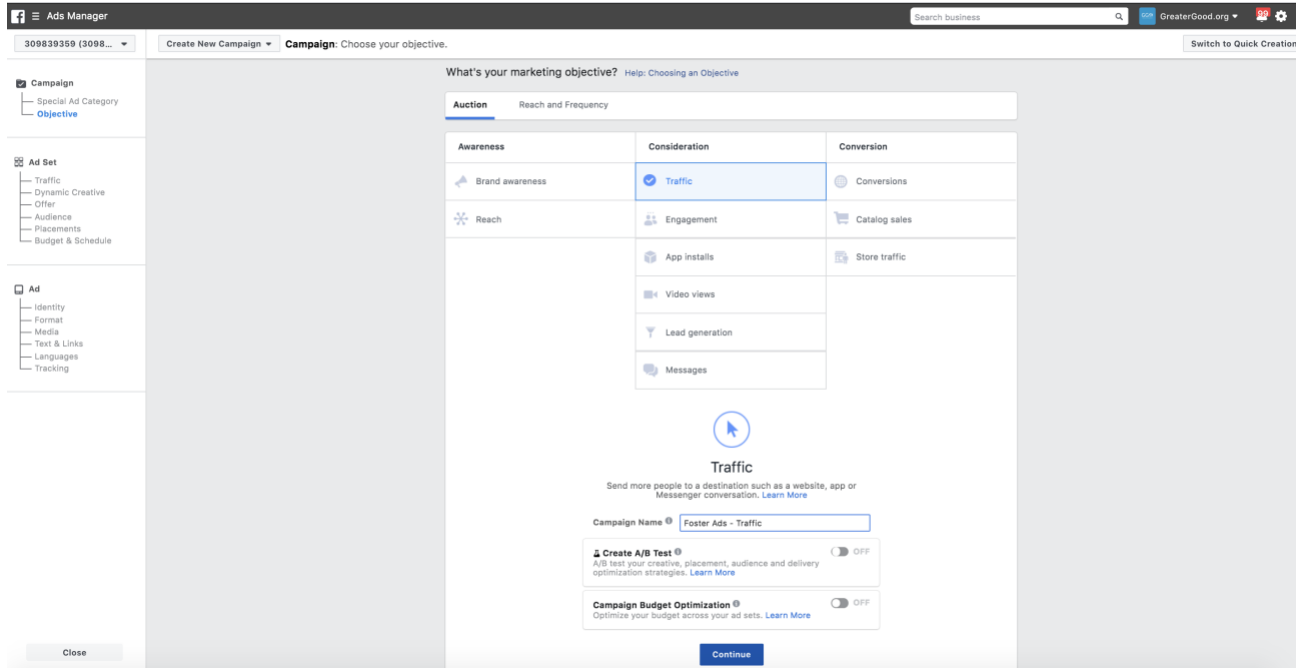 Ads Manager
Search business
GreaterGood.org
99
309839359 (3098...
Create New Campaign
Campaign: Choose your objective.
Switch to Quick Creation
Campaign
Special Ad Category
Objective
Ad Set
Traffic
Dynamic Creative
Offer
Audience
Placements
Budget & Schedule
Ad
Identity
Format
Media
Text & Links
Languages
Tracking
Close
What's your marketing objective? Help: Choosing an Objective
Auction
Reach and Frequency
Awareness
Consideration
Conversion
Brand awareness
Traffic
Conversions
Reach
Engagement
Catalog sales
App installs
Store traffic
Video views
Lead generation
Messages
Traffic
Send more people to a destination such as a website, app or
Messenger conversation. Learn More
Campaign Name
Foster Ads - Traffic
Create A/B Test
OFF
A/B test your creative, placement, audience and delivery
optimization strategies. Learn More
Campaign Budget Optimization
OFF
Optimize your budget across your ad sets. Learn More
Continue